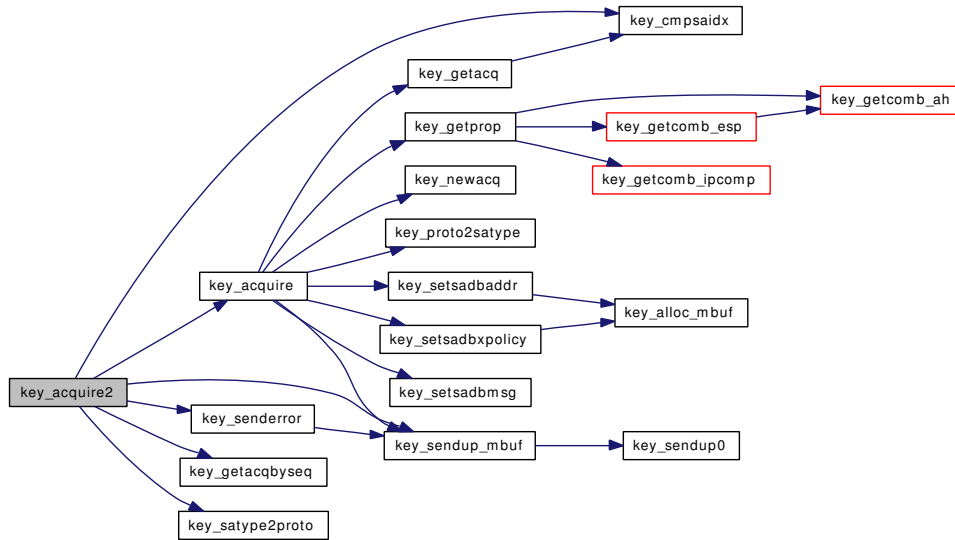 key_cmpsaidx
key_getacq
key_getcomb_ah
key_getprop
key_getcomb_esp
key_getcomb_ipcomp
key_newacq
key_proto2satype
key_acquire
key_setsadbaddr
key_alloc_mbuf
key_setsadbxpolicy
key_acquire2
key_setsadbmsg
key_senderror
key_sendup_mbuf
key_sendup0
key_getacqbyseq
key_satype2proto